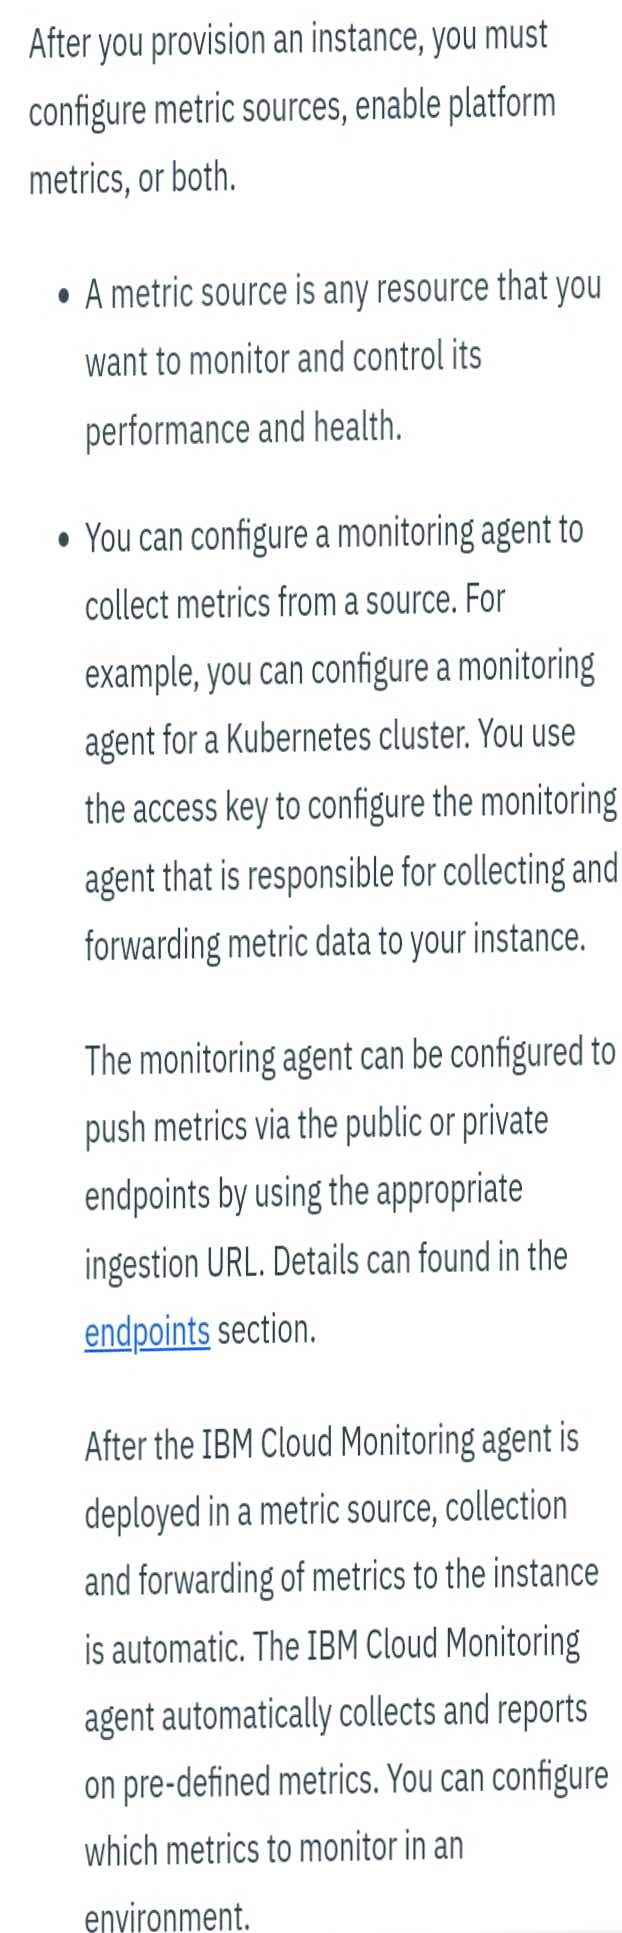 After you provision an instance, you must
configure metric sources, enable platform
metrics, or both.
• A metric source is any resource that you
want to monitor and control its
performance and health.
• You can configure a monitoring agent to
collect metrics from a source. For
example, you can configure a monitoring
agent for a Kubernetes cluster. You use
the access key to configure the monitoring
agent that is responsible for collecting and
forwarding metric data to your instance.
The monitoring agent can be configured to
push metrics via the public or private
endpoints by using the appropriate
ingestion URL. Details can found in the
endpoints section.
After the IBM Cloud Monitoring agent is
deployed in a metric source, collection
and forwarding of metrics to the instance
is automatic. The IBM Cloud Monitoring
agent automatically collects and reports
on pre-defined metrics. You can configure
which metrics to monitor in an
environment.